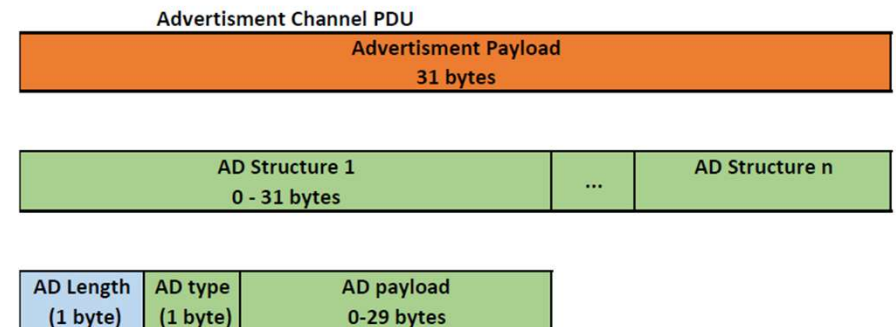 Advertisment Channel PDU
Advertisment Payload
31 bytes
AD Structure 1
0 - 31 bytes
...
AD Structure n
AD Length
(1 byte)
AD type
(1 byte)
AD payload
0-29 bytes